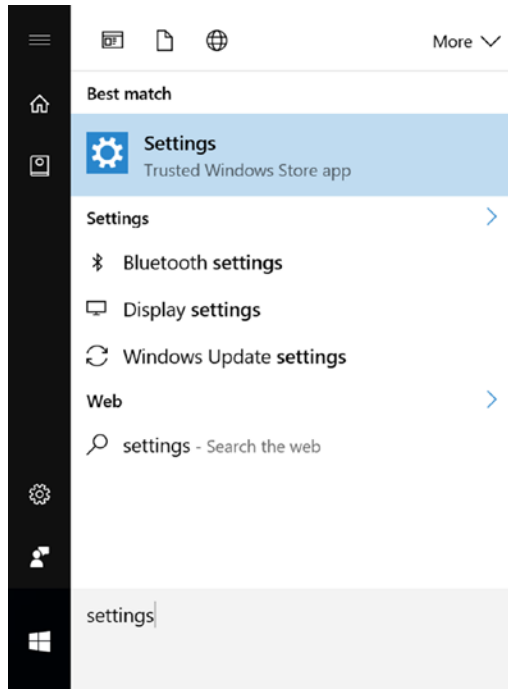 More
Best match
Settings
Trusted Windows Store app
Settings
Bluetooth settings
Display settings
Windows Update settings
Web
settings - Search the web
settings